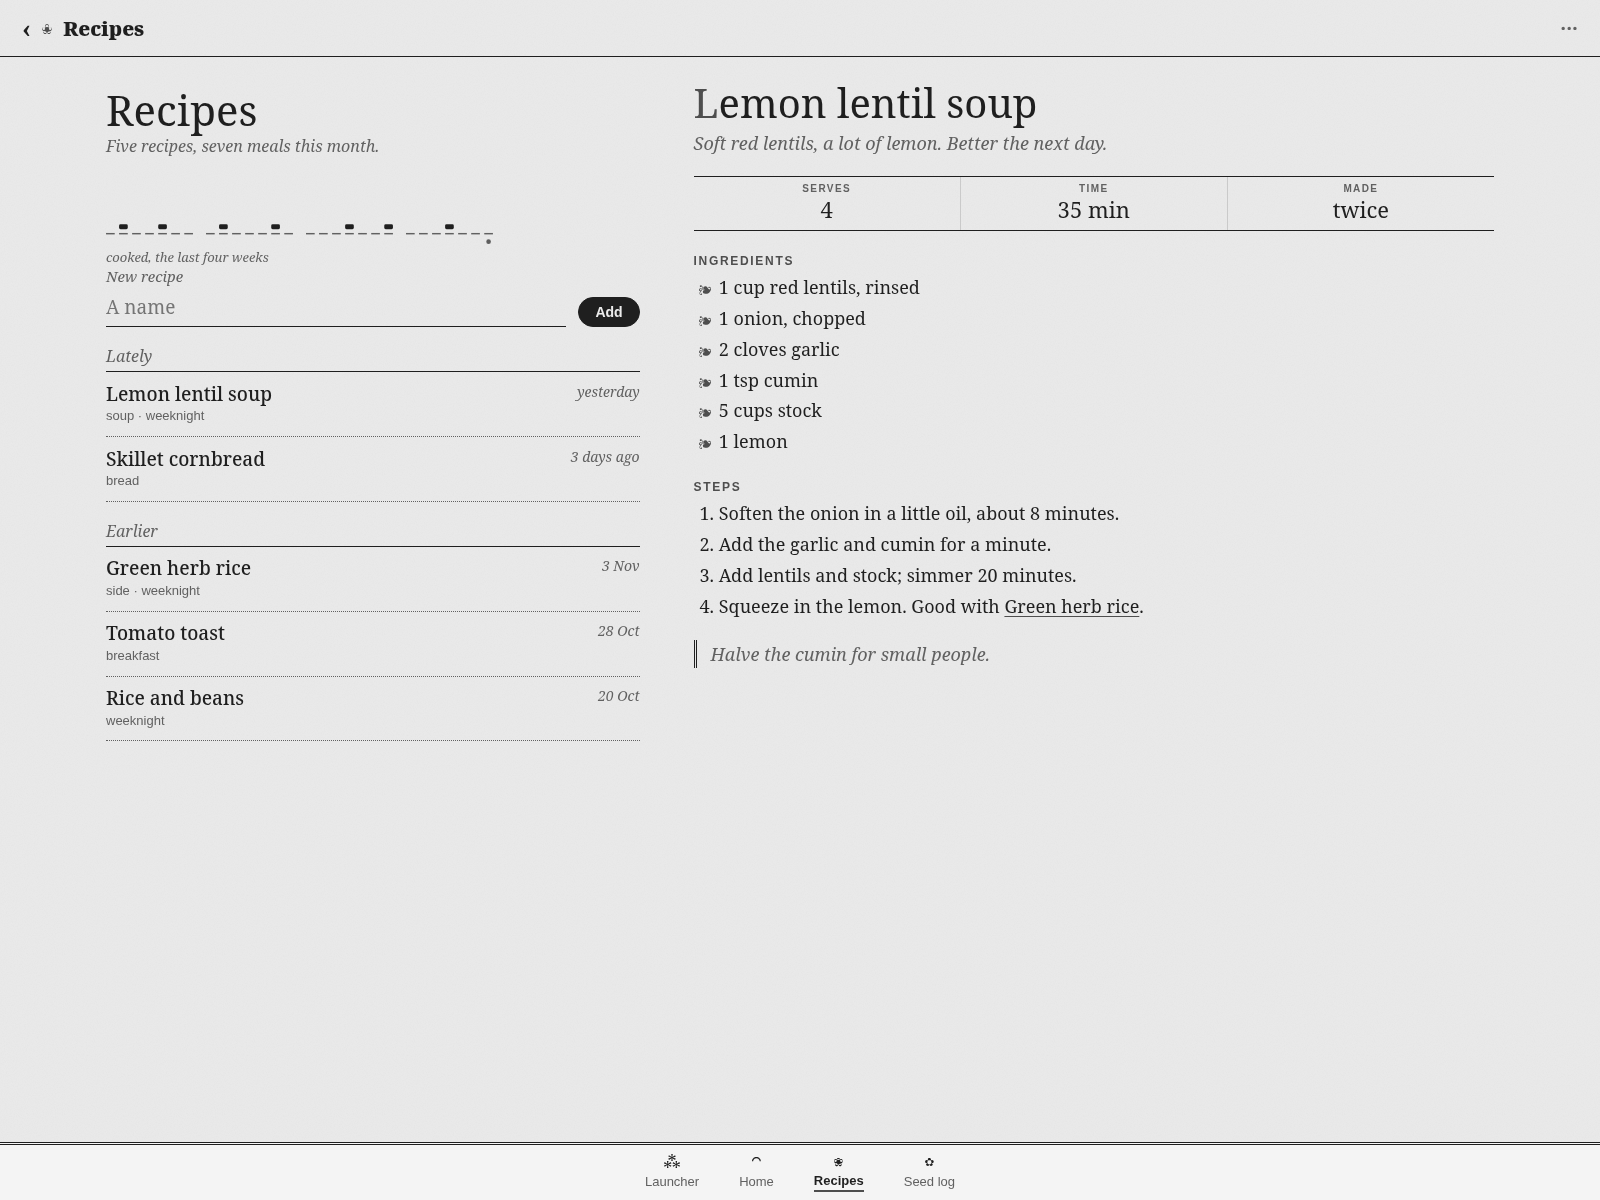 Recipes
Recipes
Five recipes, seven meals this month.
cooked, the last four weeks
New recipe
A name
Add
Lately
Lemon lentil soup
yesterday
soup · weeknight
Skillet cornbread
3 days ago
bread
Earlier
Green herb rice
3 Nov
side · weeknight
Tomato toast
28 Oct
breakfast
Rice and beans
20 Oct
weeknight
Lemon lentil soup
Soft red lentils, a lot of lemon. Better the next day.
SERVES
4
TIME
35 min
MADE
twice
INGREDIENTS
1 cup red lentils, rinsed
1 onion, chopped
2 cloves garlic
1 tsp cumin
5 cups stock
1 lemon
STEPS
1. Soften the onion in a little oil, about 8 minutes.
2. Add the garlic and cumin for a minute.
3. Add lentils and stock; simmer 20 minutes.
4. Squeeze in the lemon. Good with Green herb rice.
Halve the cumin for small people.
Launcher
Home
Recipes
Seed log